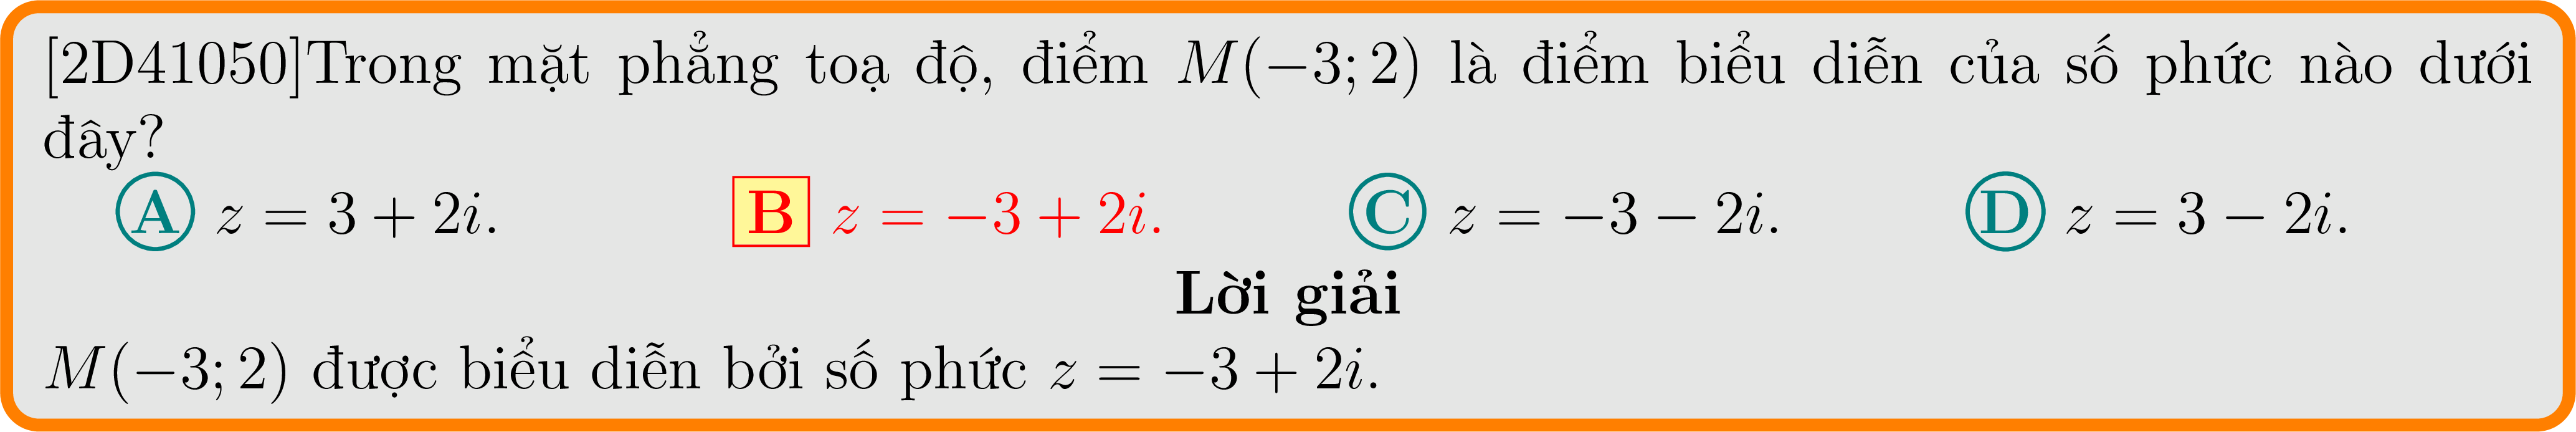 [2D41050]Trong mặt phẳng toạ độ, điểm M(−3; 2) là điểm biểu diễn của số phức nào dưới
đây?
A z = 3 + 2i. B z = −3 + 2i. C z = −3 − 2i. D z = 3 − 2i.
Lời giải
M(−3; 2) được biểu diễn bởi số phức z = −3 + 2i.